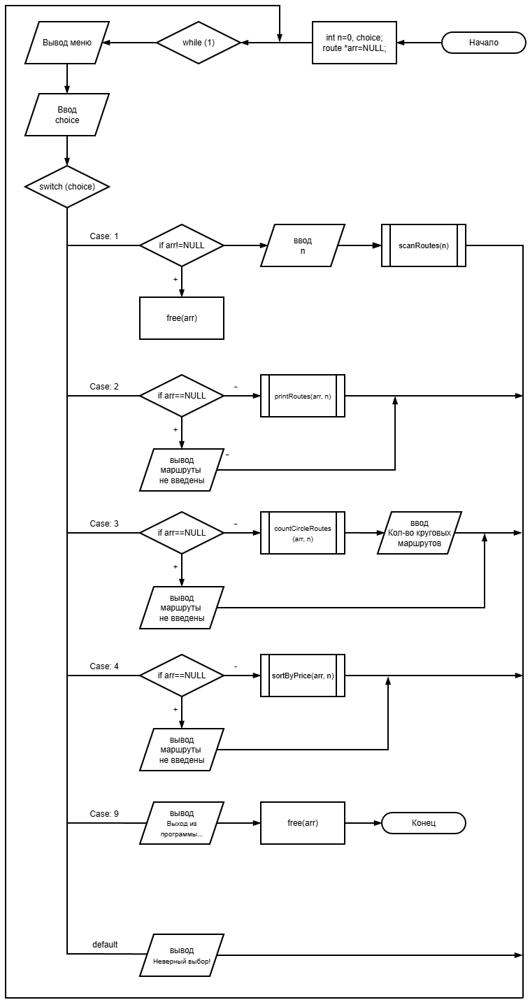 Вывод меню
while (1)
int n=0, choice;
route *arr=NULL;
Начало
Ввод
choice
switch (choice)
Case: 1
if arr!=NULL
ввод
n
scanRoutes(n)
+
free(arr)
Case: 2
if arr==NULL
–
printRoutes(arr, n)
+
вывод
маршруты
не введены
–
Case: 3
if arr==NULL
–
countCircleRoutes
(arr, n)
ввод
Кол-во круговых
маршрутов
+
вывод
маршруты
не введены
Case: 4
if arr==NULL
-
sortByPrice(arr, n)
+
вывод
маршруты
не введены
Case: 9
вывод
Выход из
программы...
free(arr)
Конец
default
вывод
Неверный выбор!